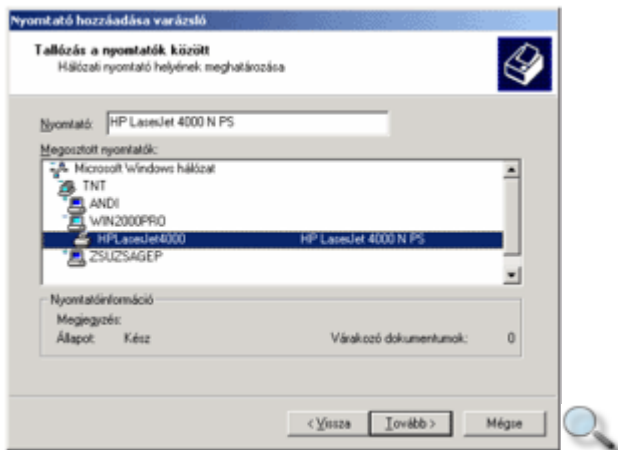 Nyomtató hozzáadása varázsló
Tallózás a nyomtatók között
Hálózati nyomtató helyének meghatározása
Nyomtató: HP LaserJet 4000 N PS
Megosztott nyomtatók:
Microsoft Windows hálózat
TNT
ANDI
WIN2000PRO
HPLaserJet4000 HP LaserJet 4000 N PS
ZSUZSAGEP
Nyomtatóinformáció
Megjegyzés:
Állapot: Kész Várakozó dokumentumok: 0
< Vissza Tovább > Mégse